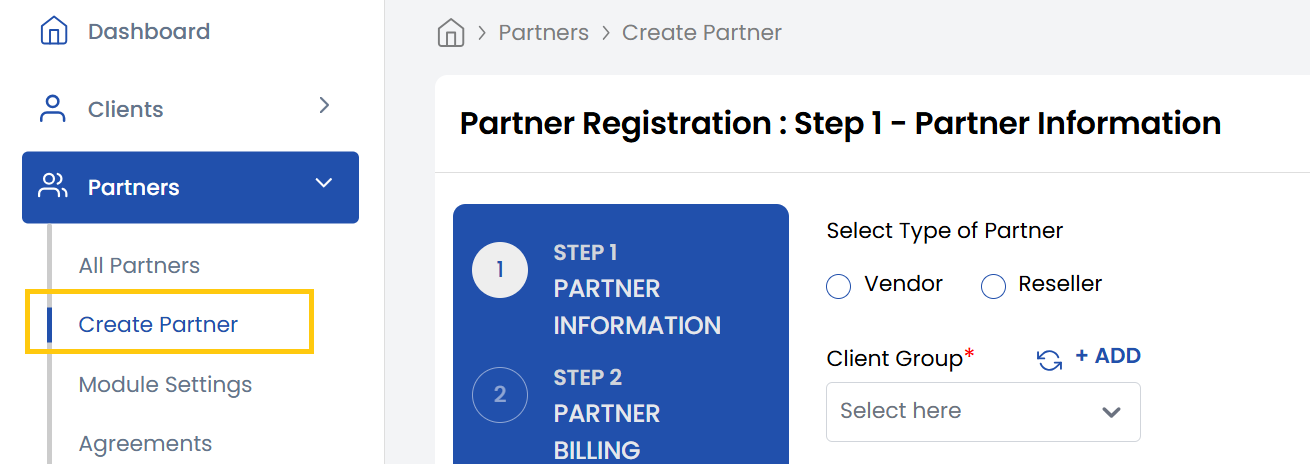 Dashboard
Clients
Partners
All Partners
Create Partner
Module Settings
Agreements
Partners > Create Partner
Partner Registration : Step 1 - Partner Information
1
STEP 1
PARTNER
INFORMATION
2
STEP 2
PARTNER
BILLING
Select Type of Partner
Vendor
Reseller
Client Group*
+ ADD
Select here